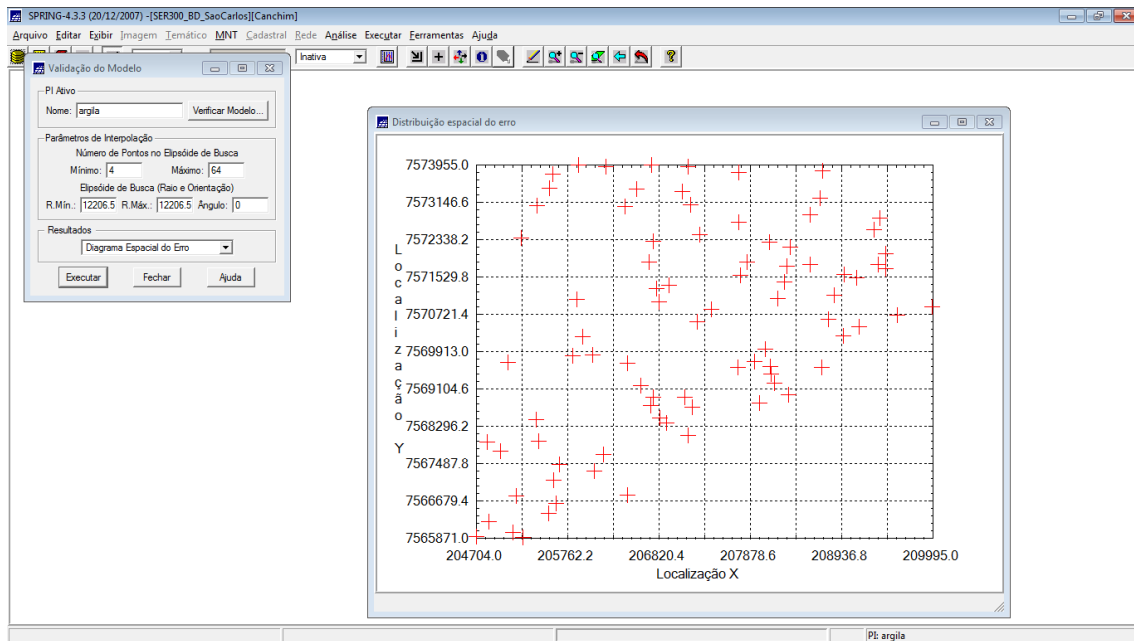 SPRING-4.3.3 (20/12/2007) -[SER300_BD_SaoCarlos][Canchim]
Arquivo Editar Exibir Imagem Temático MNT Cadastral Rede Análise Executar Ferramentas Ajuda
Inativa
Validação do Modelo
PI Ativo
Nome: argila Verificar Modelo...
Parâmetros de Interpolação
Número de Pontos no Elipsóide de Busca
Mínimo: 4 Máximo: 64
Elipsóide de Busca (Raio e Orientação)
R.Mín.: 12206.5 R.Máx.: 12206.5 Ângulo: 0
Resultados
Diagrama Espacial do Erro
Executar Fechar Ajuda
Distribuição espacial do erro
Localização Y
7573955.0
7573146.6
7572338.2
7571529.8
7570721.4
7569913.0
7569104.6
7568296.2
7567487.8
7566679.4
7565871.0
204704.0 205762.2 206820.4 207878.6 208936.8 209995.0
Localização X
PI: argila